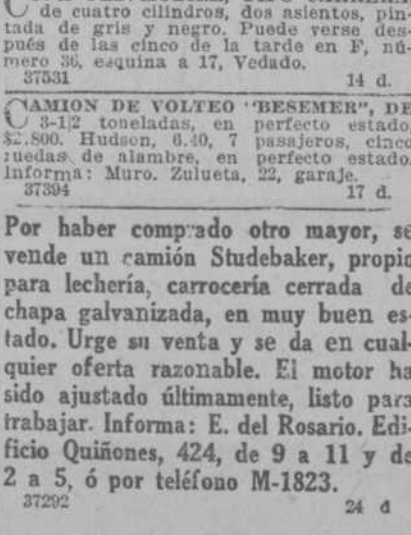 de cuatro cilindros, dos asientos, pin-
tada de gris y negro. Puede verse des-
pués de las cinco de la tarde en F, nú-
mero 36, esquina a 17, Vedado.
37531 14 d.
CAMION DE VOLTEO "BESEMER", DE
3-1|2 toneladas, en perfecto estado,
$2.800. Hudson, 6.40, 7 pasajeros, cinco
ruedas de alambre, en perfecto estado.
Informa: Muro. Zulueta, 22, garaje.
37394 17 d.
Por haber comprado otro mayor, se
vende un camión Studebaker, propio
para lechería, carrocería cerrada de
chapa galvanizada, en muy buen es-
tado. Urge su venta y se da en cual-
quier oferta razonable. El motor ha
sido ajustado últimamente, listo para
trabajar. Informa: E. del Rosario. Edi-
ficio Quiñones, 424, de 9 a 11 y de
2 a 5, ó por teléfono M-1823.
37292 24 d